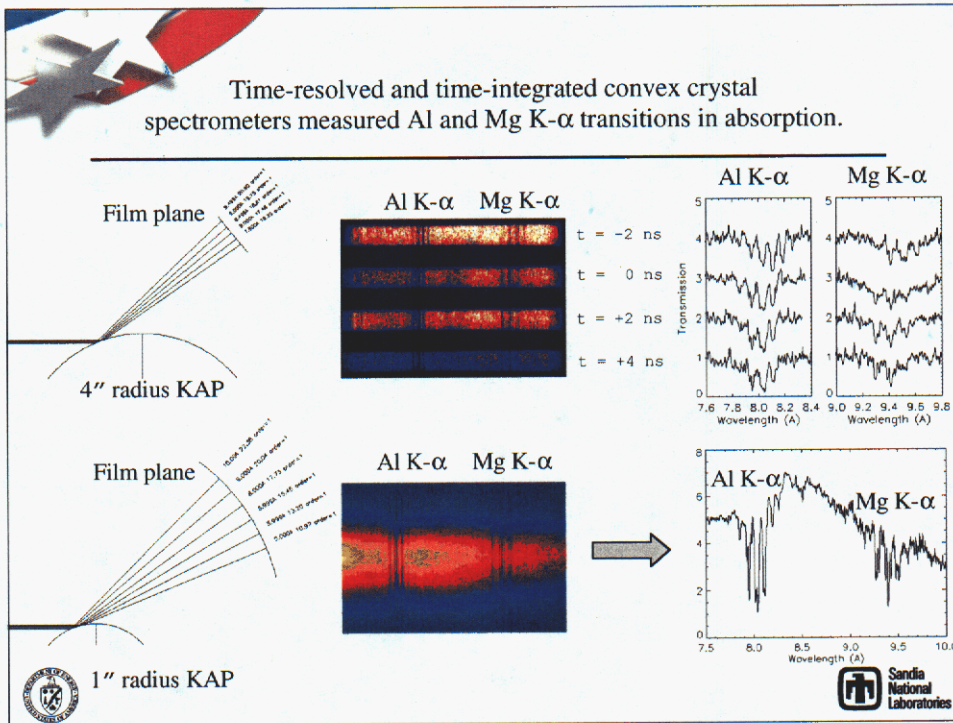 Time-resolved and time-integrated convex crystal
spectrometers measured Al and Mg K-α transitions in absorption.
Film plane
4″ radius KAP
Al K-α Mg K-α
t = -2 ns
t = 0 ns
t = +2 ns
t = +4 ns
Al K-α
Mg K-α
Transmission
5
4
3
2
1
0
7.6 7.8 8.0 8.2 8.4
Wavelength (A)
5
4
3
2
1
0
9.0 9.2 9.4 9.6 9.8
Wavelength (A)
Film plane
1″ radius KAP
Al K-α Mg K-α
Al K-α
Mg K-α
8
6
4
2
0
7.5 8.0 8.5 9.0 9.5 10.0
Wavelength (A)
Sandia
National
Laboratories